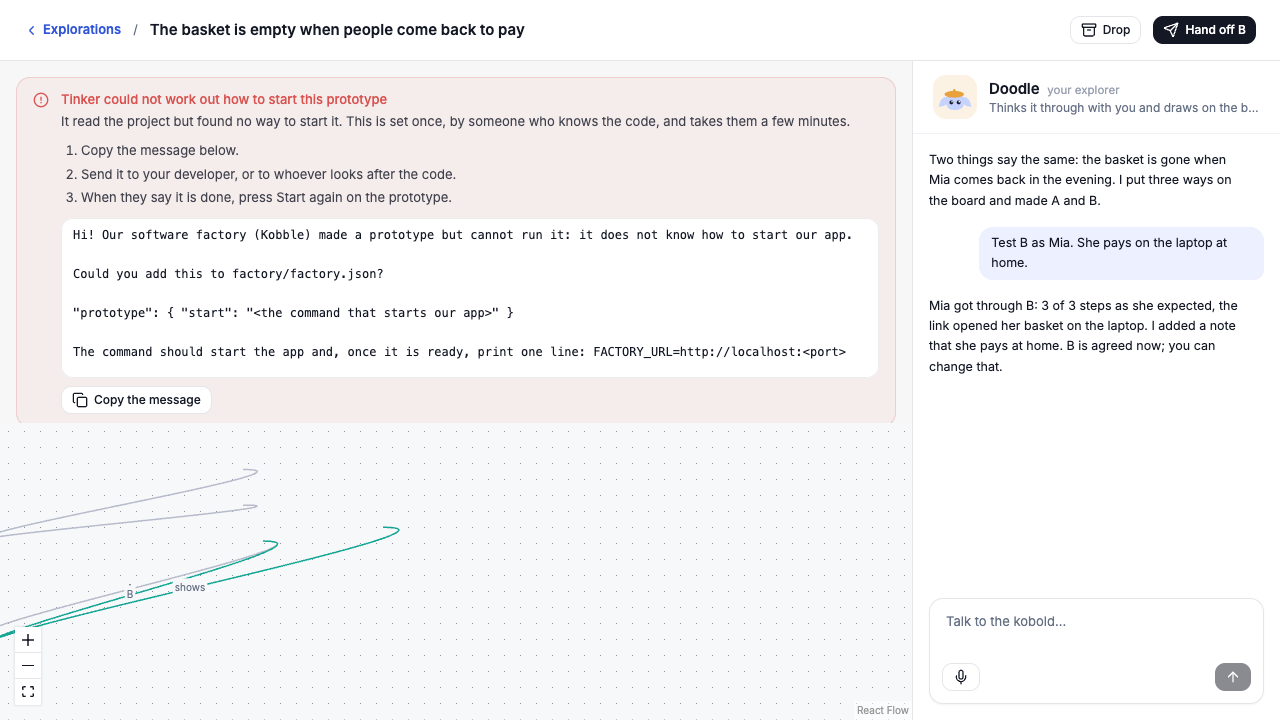 Explorations / The basket is empty when people come back to pay
Drop
Hand off B
Tinker could not work out how to start this prototype
It read the project but found no way to start it. This is set once, by someone who knows the code, and takes them a few minutes.
1. Copy the message below.
2. Send it to your developer, or to whoever looks after the code.
3. When they say it is done, press Start again on the prototype.
Hi! Our software factory (Kobble) made a prototype but cannot run it: it does not know how to start our app.
Could you add this to factory/factory.json?
"prototype": { "start": "<the command that starts our app>" }
The command should start the app and, once it is ready, print one line: FACTORY_URL=http://localhost:<port>
Copy the message
B
shows
React Flow
Doodle your explorer
Thinks it through with you and draws on the b...
Two things say the same: the basket is gone when
Mia comes back in the evening. I put three ways on
the board and made A and B.
Test B as Mia. She pays on the laptop at
home.
Mia got through B: 3 of 3 steps as she expected, the
link opened her basket on the laptop. I added a note
that she pays at home. B is agreed now; you can
change that.
Talk to the kobold...